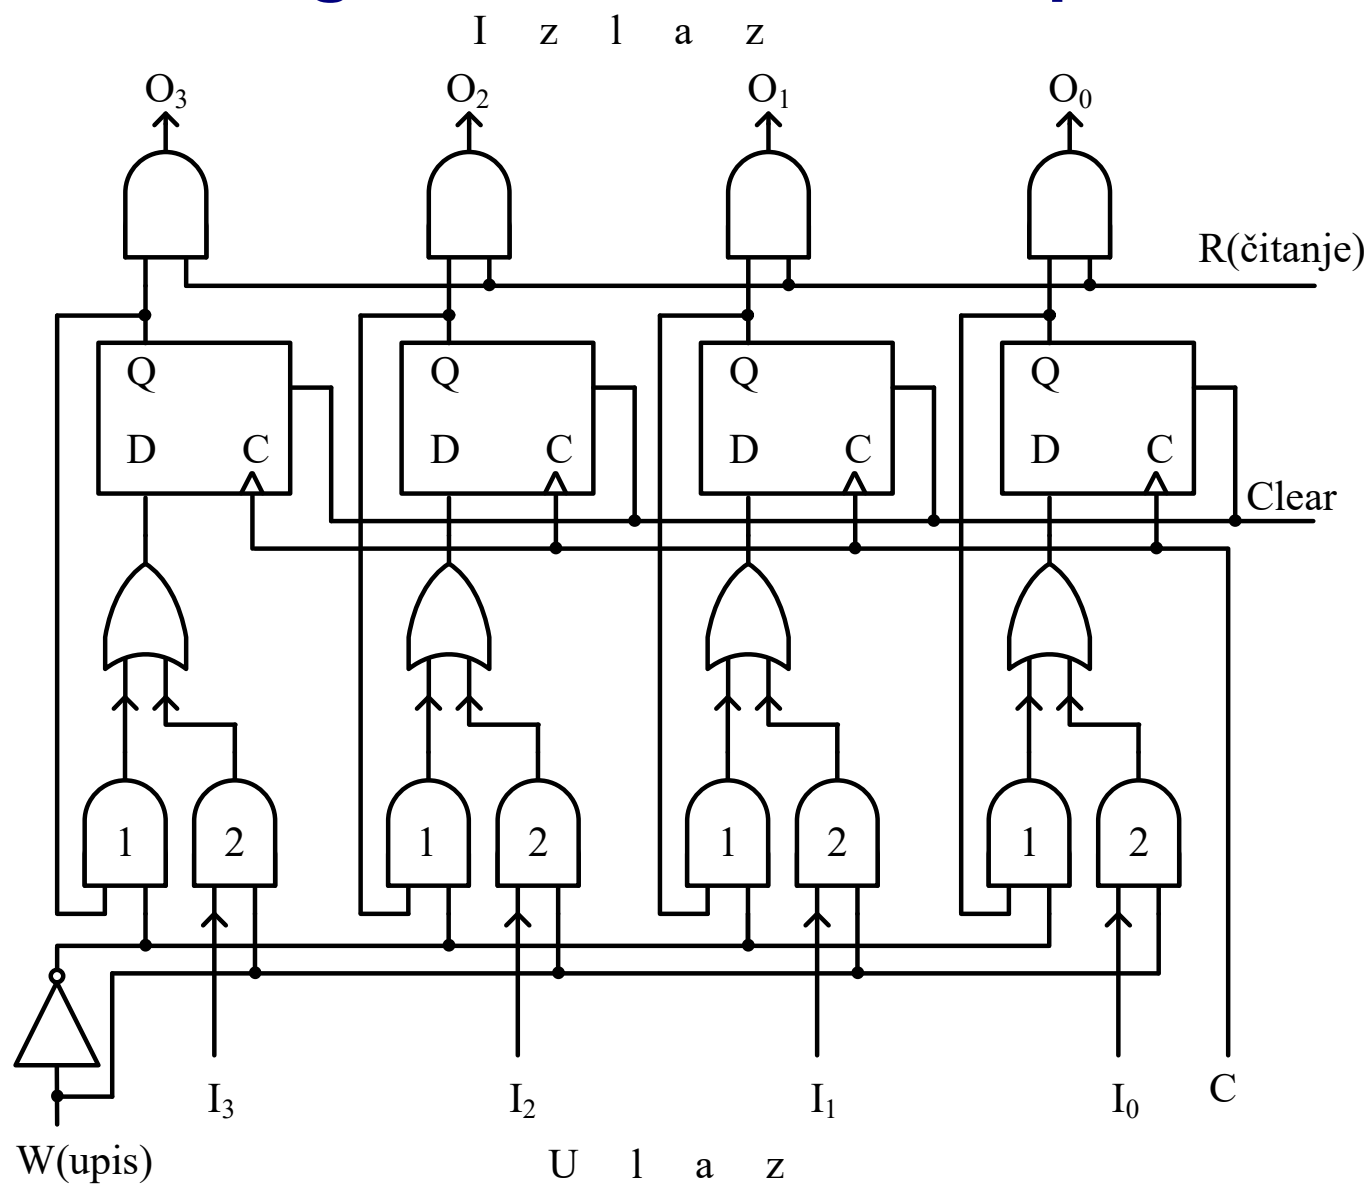 I z l a z
O3 O2 O1 O0
R(čitanje)
Q Q Q Q
D C D C D C D C
Clear
1 2 1 2 1 2 1 2
I3 I2 I1 I0 C
W(upis)
U l a z